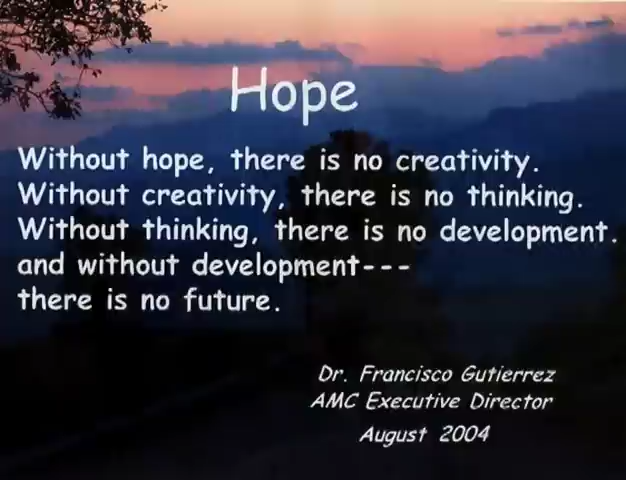 Hope
Without hope, there is no creativity.
Without creativity, there is no thinking.
Without thinking, there is no development.
and without development---
there is no future.
Dr. Francisco Gutierrez
AMC Executive Director
August 2004